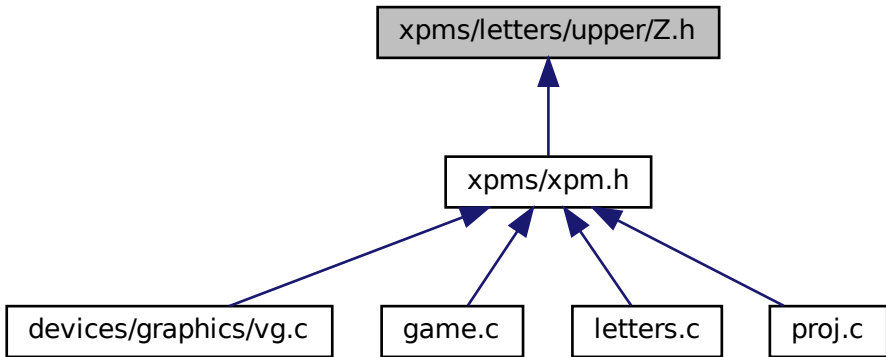 xpms/letters/upper/Z.h
xpms/xpm.h
devices/graphics/vg.c
game.c
letters.c
proj.c